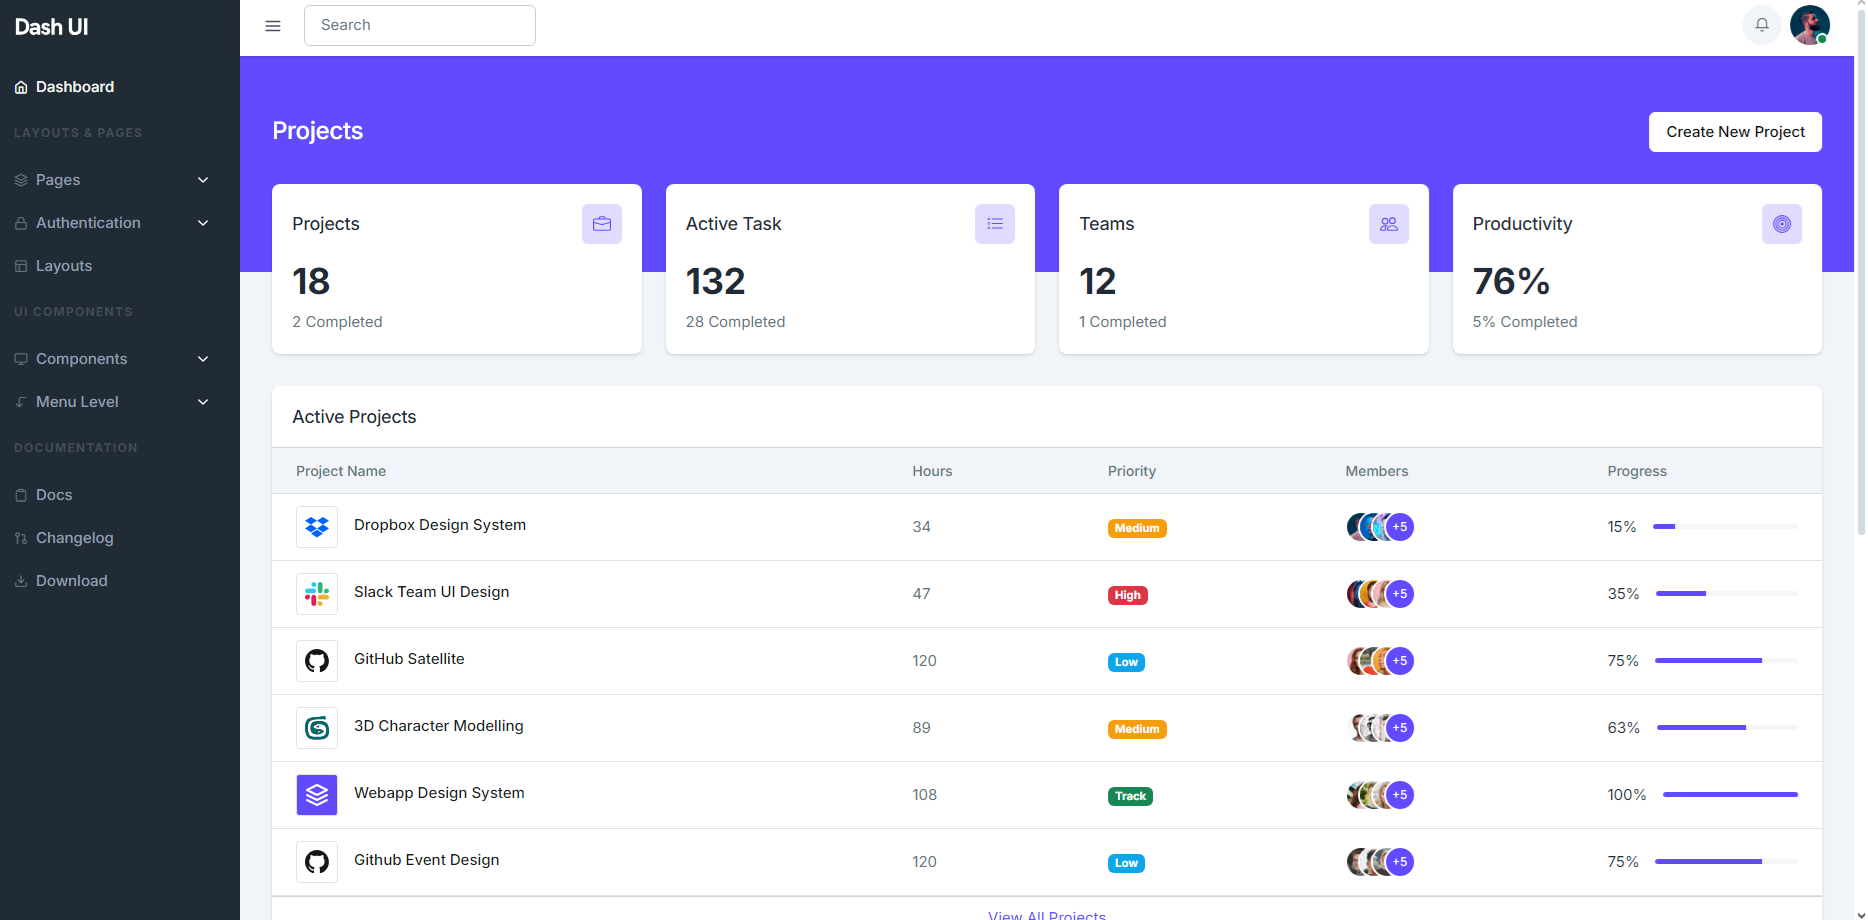 Dash UI
Search
Dashboard
LAYOUTS & PAGES
Pages
Authentication
Layouts
UI COMPONENTS
Components
Menu Level
DOCUMENTATION
Docs
Changelog
Download
Projects
Create New Project
Projects
18
2 Completed
Active Task
132
28 Completed
Teams
12
1 Completed
Productivity
76%
5% Completed
Active Projects
Project Name Hours Priority Members Progress
Dropbox Design System 34 Medium +5 15%
Slack Team UI Design 47 High +5 35%
GitHub Satellite 120 Low +5 75%
3D Character Modelling 89 Medium +5 63%
Webapp Design System 108 Track +5 100%
Github Event Design 120 Low +5 75%
View All Projects